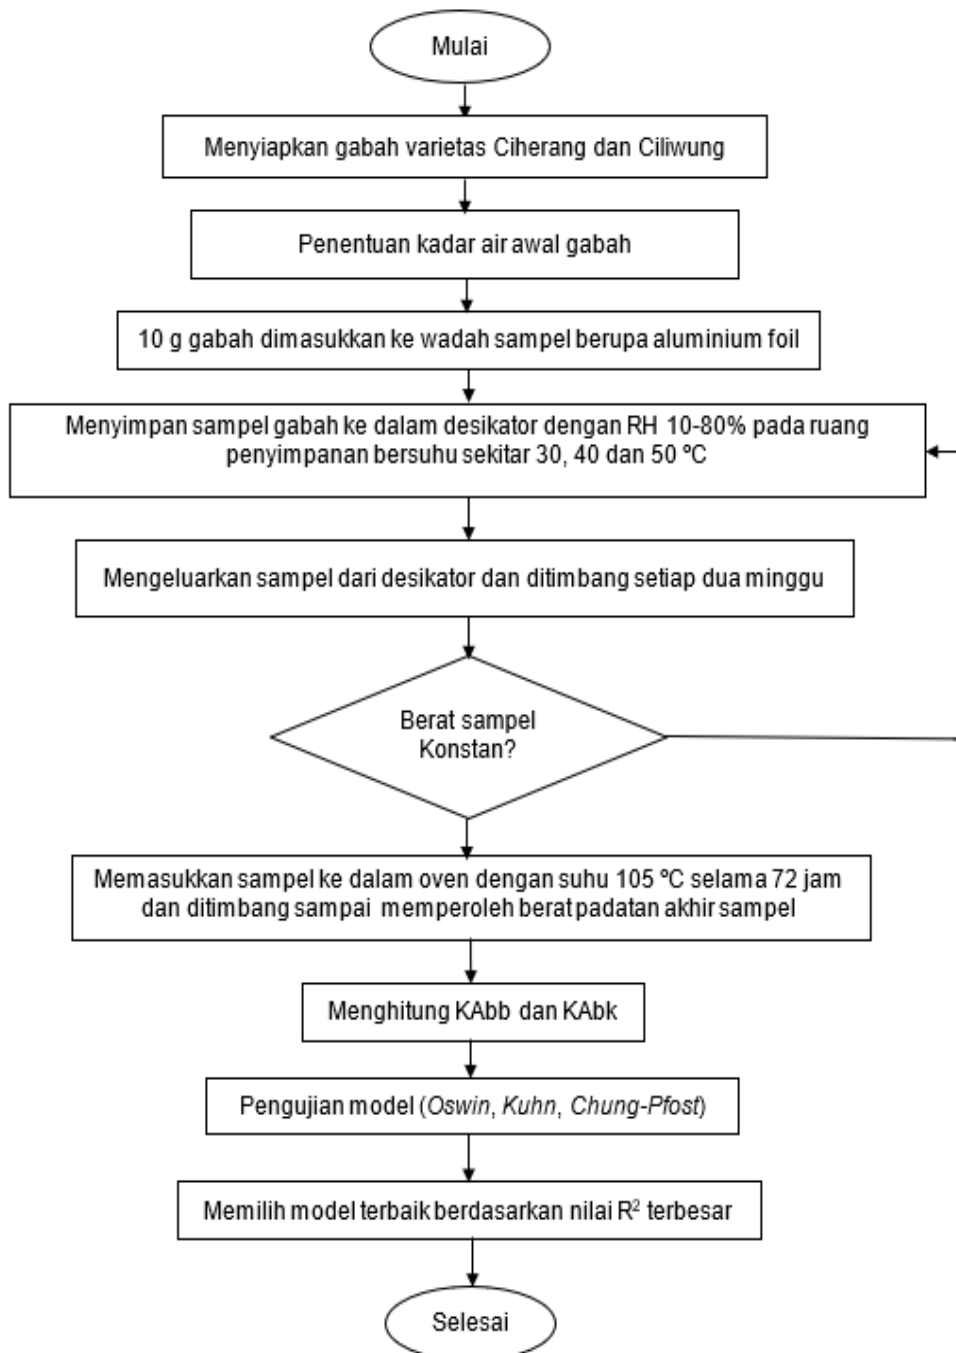 Mulai
Menyiapkan gabah varietas Ciherang dan Ciliwung
Penentuan kadar air awal gabah
10 g gabah dimasukkan ke wadah sampel berupa aluminium foil
Menyimpan sampel gabah ke dalam desikator dengan RH 10-80% pada ruang
penyimpanan bersuhu sekitar 30, 40 dan 50 ºC
Mengeluarkan sampel dari desikator dan ditimbang setiap dua minggu
Berat sampel
Konstan?
Memasukkan sampel ke dalam oven dengan suhu 105 ºC selama 72 jam
dan ditimbang sampai memperoleh berat padatan akhir sampel
Menghitung KAbb dan KAbk
Pengujian model (Oswin, Kuhn, Chung-Pfost)
Memilih model terbaik berdasarkan nilai R² terbesar
Selesai